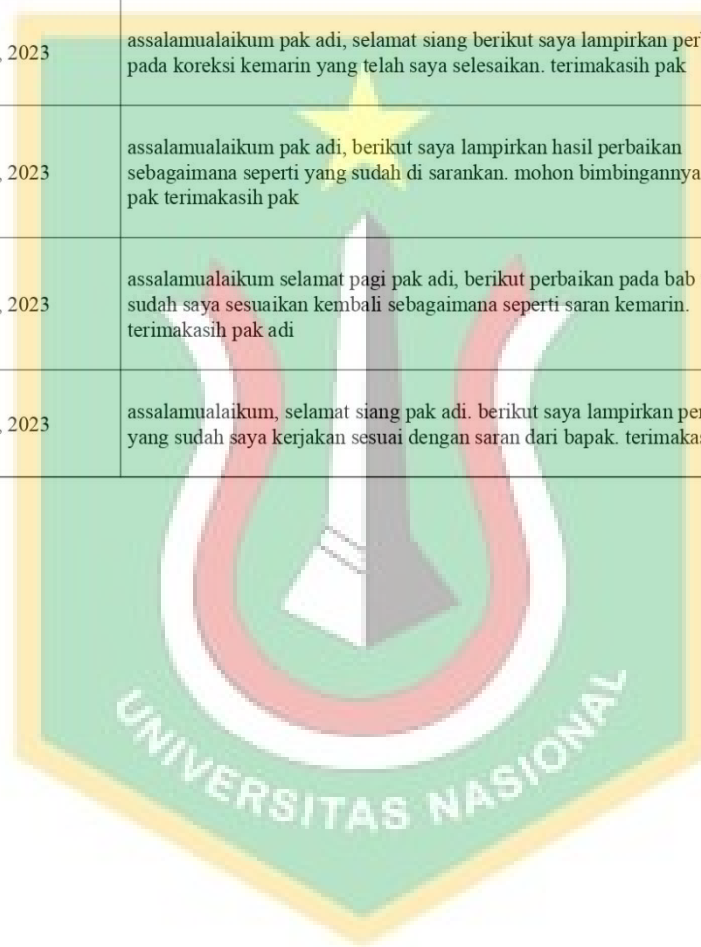 , 2023
assalamualaikum pak adi, selamat siang berikut saya lampirkan
pada koreksi kemarin yang telah saya selesaikan. terimakasih pak
, 2023
assalamualaikum pak adi, berikut saya lampirkan hasil perbaikan
sebagaimana seperti yang sudah di sarankan. mohon bimbingannya
pak terimakasih pak
, 2023
assalamualaikum selamat pagi pak adi, berikut perbaikan pada bab
sudah saya sesuaikan kembali sebagaimana seperti saran kemarin.
terimakasih pak adi
, 2023
assalamualaikum, selamat siang pak adi. berikut saya lampirkan
yang sudah saya kerjakan sesuai dengan saran dari bapak.
UNIVERSITAS NASIONAL